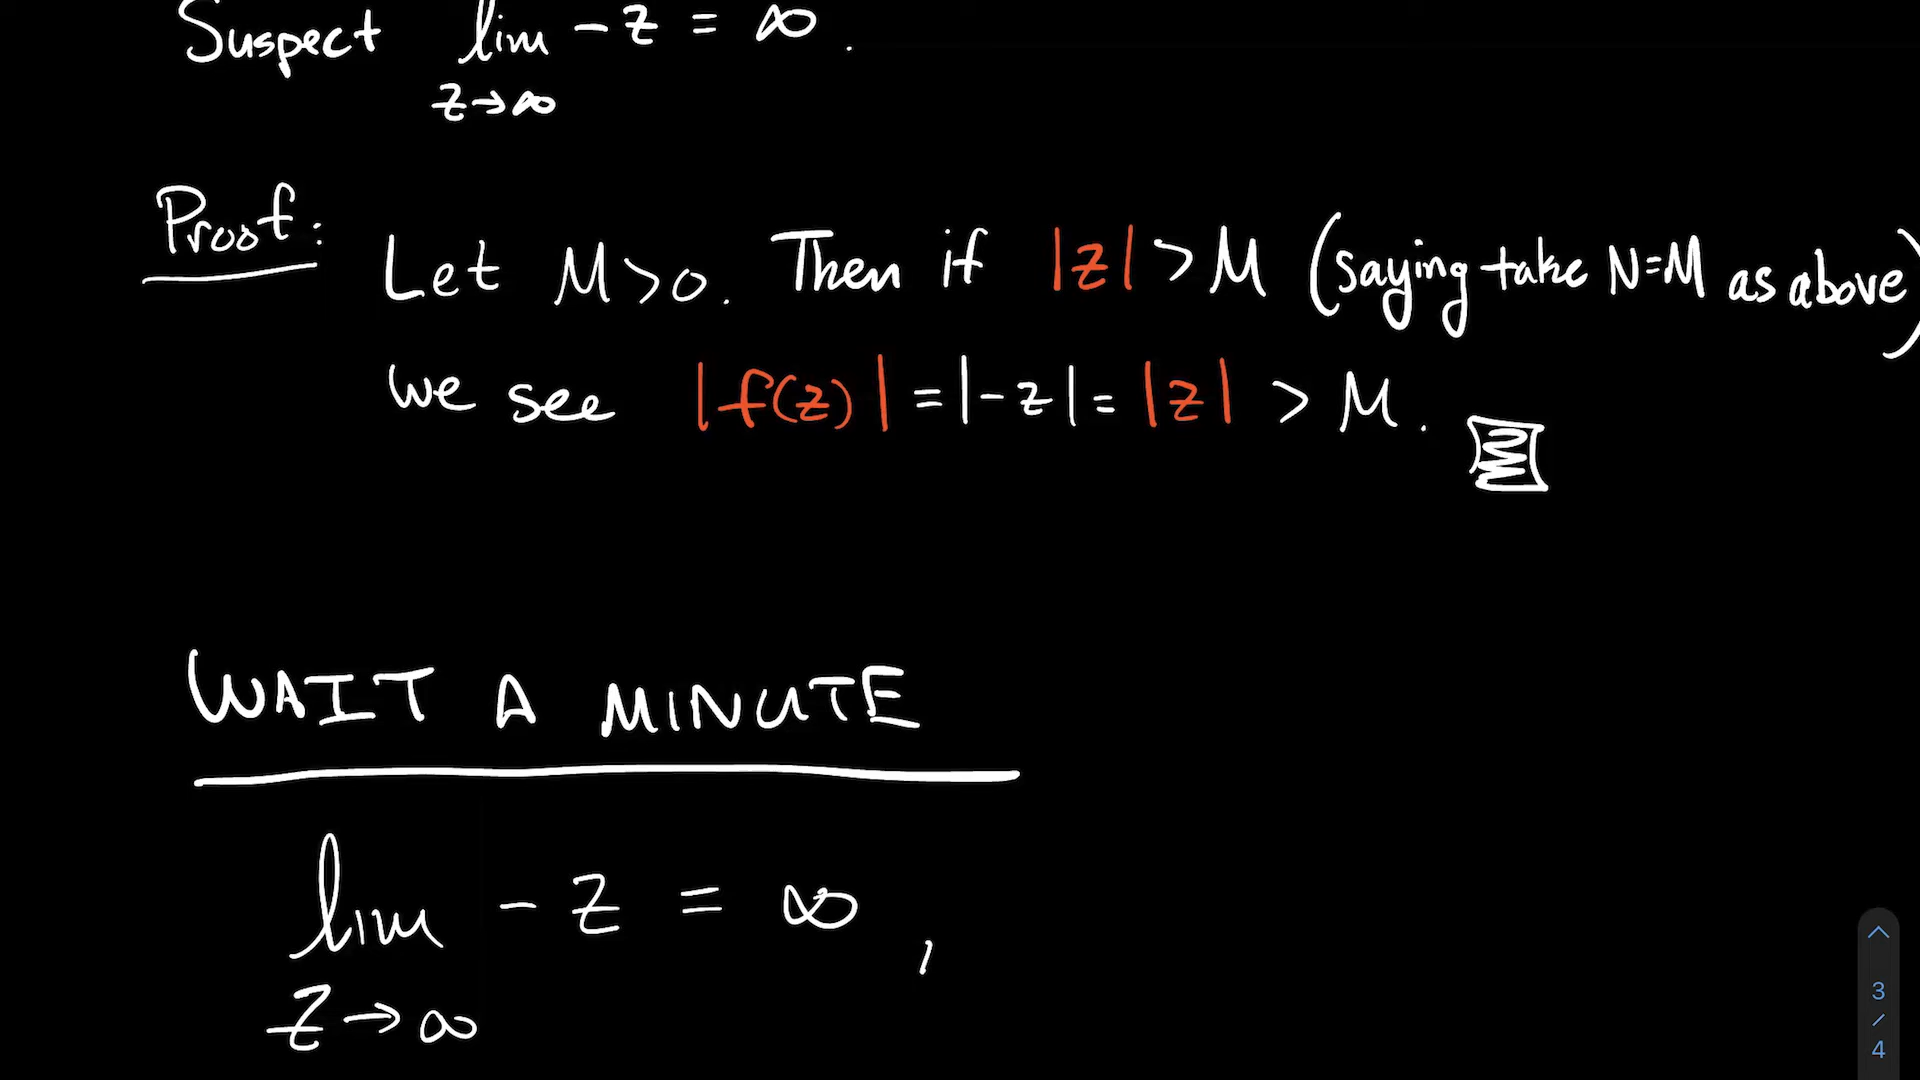 Suspect lim -z = ∞.
z→∞
Proof: Let M>0. Then if |z| > M (saying take N=M as above)
we see |f(z)| = |-z| = |z| > M.
WAIT A MINUTE
lim -z = ∞,
z→∞
3
/
4